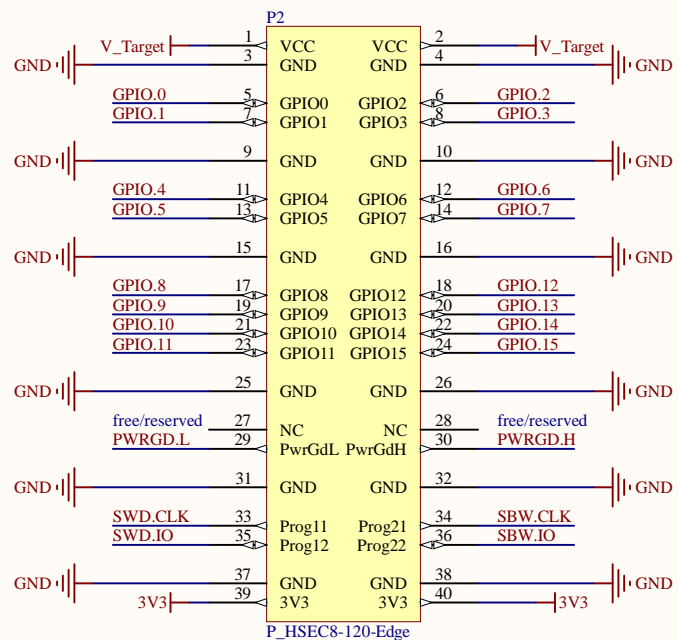 P2
V_Target 1 VCC VCC 2 V_Target
GND 3 GND GND 4 GND
GPIO.0 5 GPIO0 GPIO2 6 GPIO.2
GPIO.1 7 GPIO1 GPIO3 8 GPIO.3
GND 9 GND GND 10 GND
GPIO.4 11 GPIO4 GPIO6 12 GPIO.6
GPIO.5 13 GPIO5 GPIO7 14 GPIO.7
GND 15 GND GND 16 GND
GPIO.8 17 GPIO8 GPIO12 18 GPIO.12
GPIO.9 19 GPIO9 GPIO13 20 GPIO.13
GPIO.10 21 GPIO10 GPIO14 22 GPIO.14
GPIO.11 23 GPIO11 GPIO15 24 GPIO.15
GND 25 GND GND 26 GND
free/reserved 27 NC NC 28 free/reserved
PWRGD.L 29 PwrGdL PwrGdH 30 PWRGD.H
GND 31 GND GND 32 GND
SWD.CLK 33 Prog11 Prog21 34 SBW.CLK
SWD.IO 35 Prog12 Prog22 36 SBW.IO
GND 37 GND GND 38 GND
3V3 39 3V3 3V3 40 3V3
P_HSEC8-120-Edge